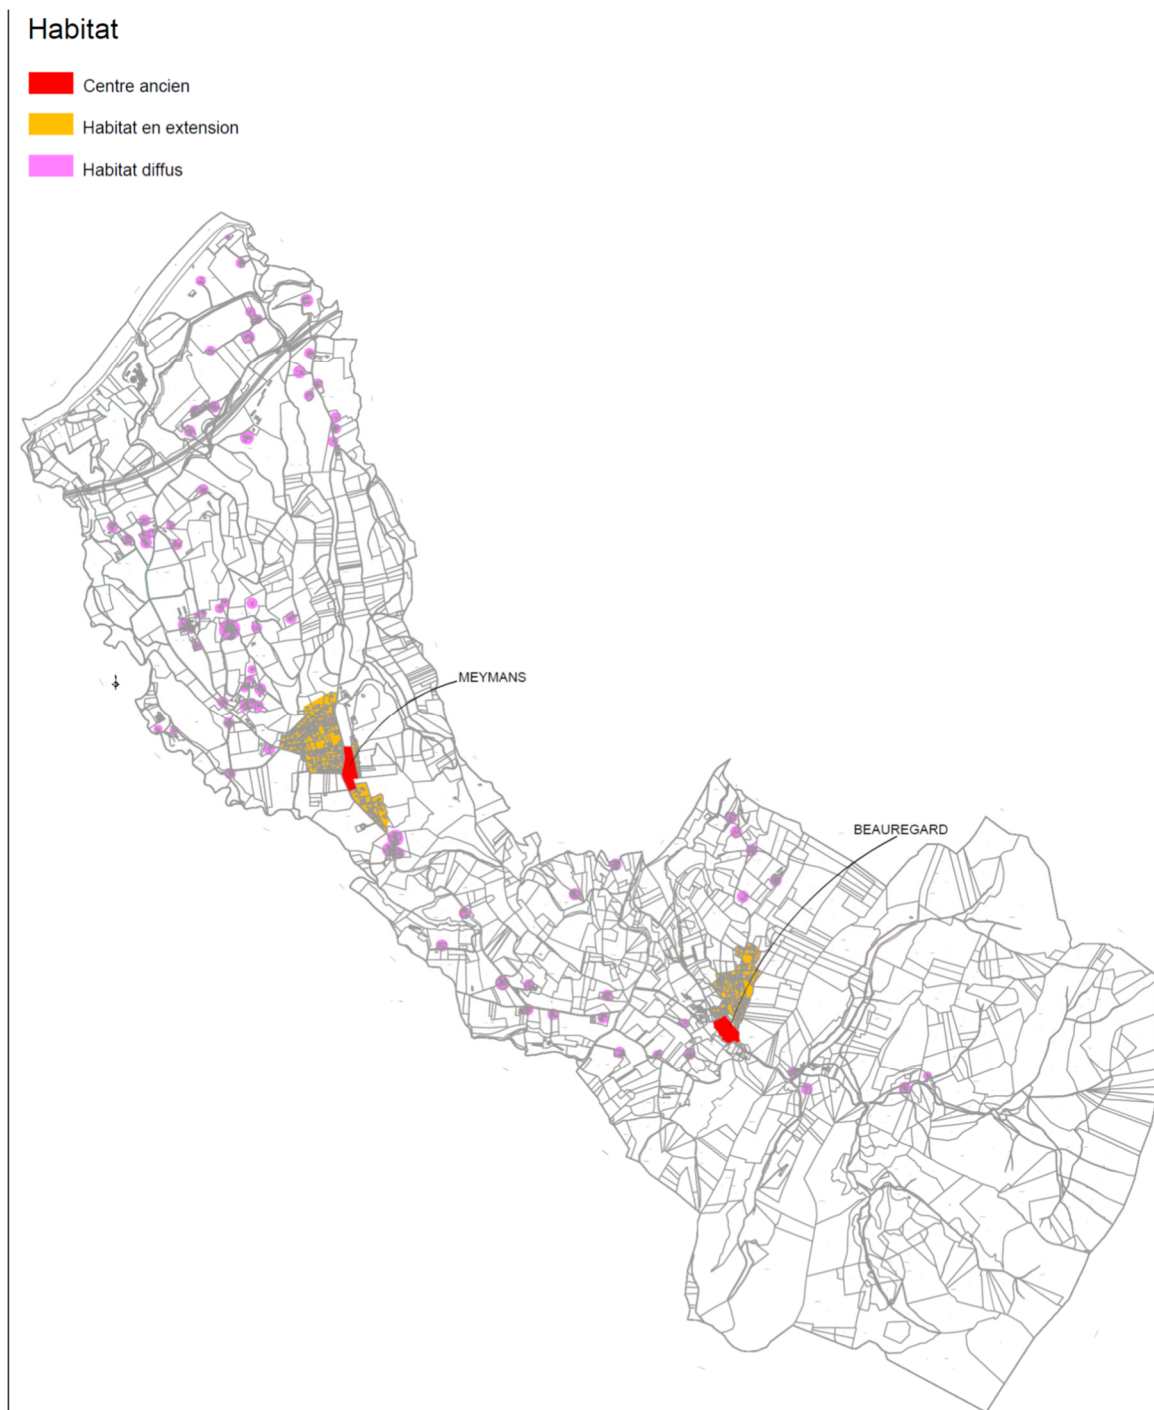 Habitat
Centre ancien
Habitat en extension
Habitat diffus
MEYMANS
BEAUREGARD